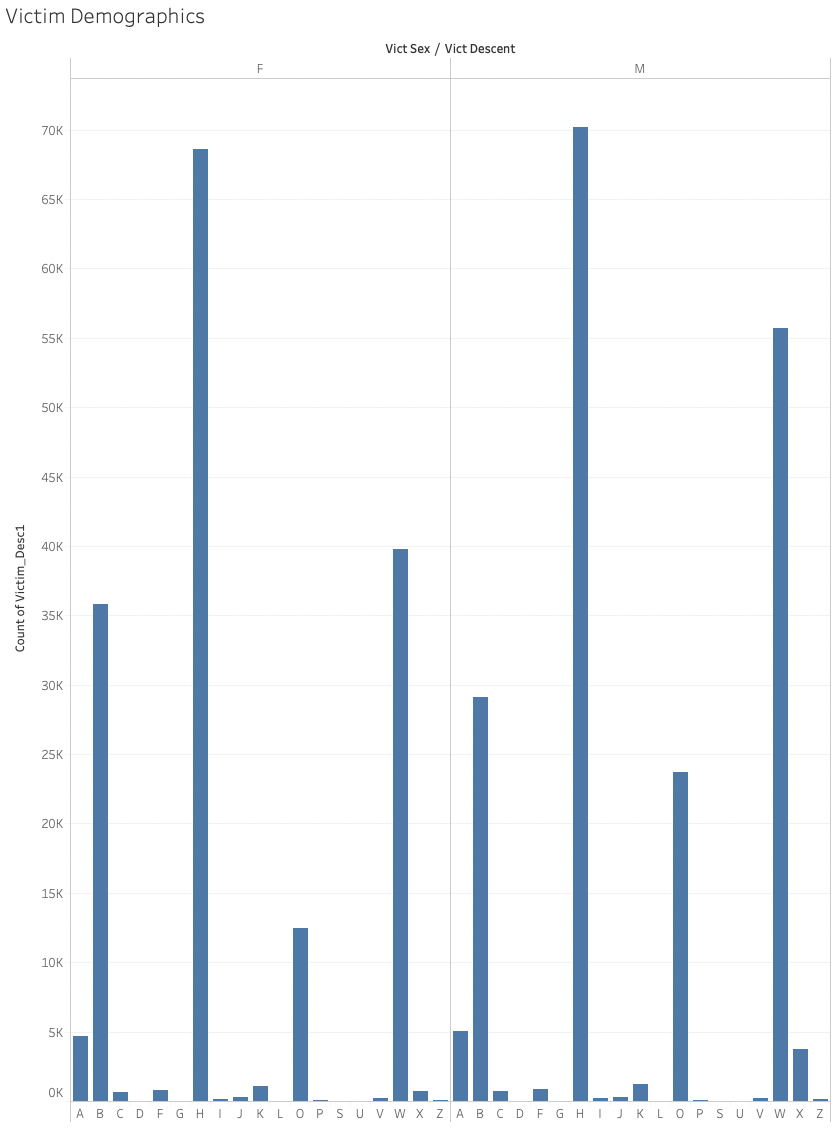 Victim Demographics
Vict Sex / Vict Descent
F M
70K
65K
60K
55K
50K
45K
40K
35K
30K
25K
20K
15K
10K
5K
0K
Count of Victim_Desc1
A B C D F G H I J K L O P S U V W X Z A B C D F G H I J K L O P S U V W X Z